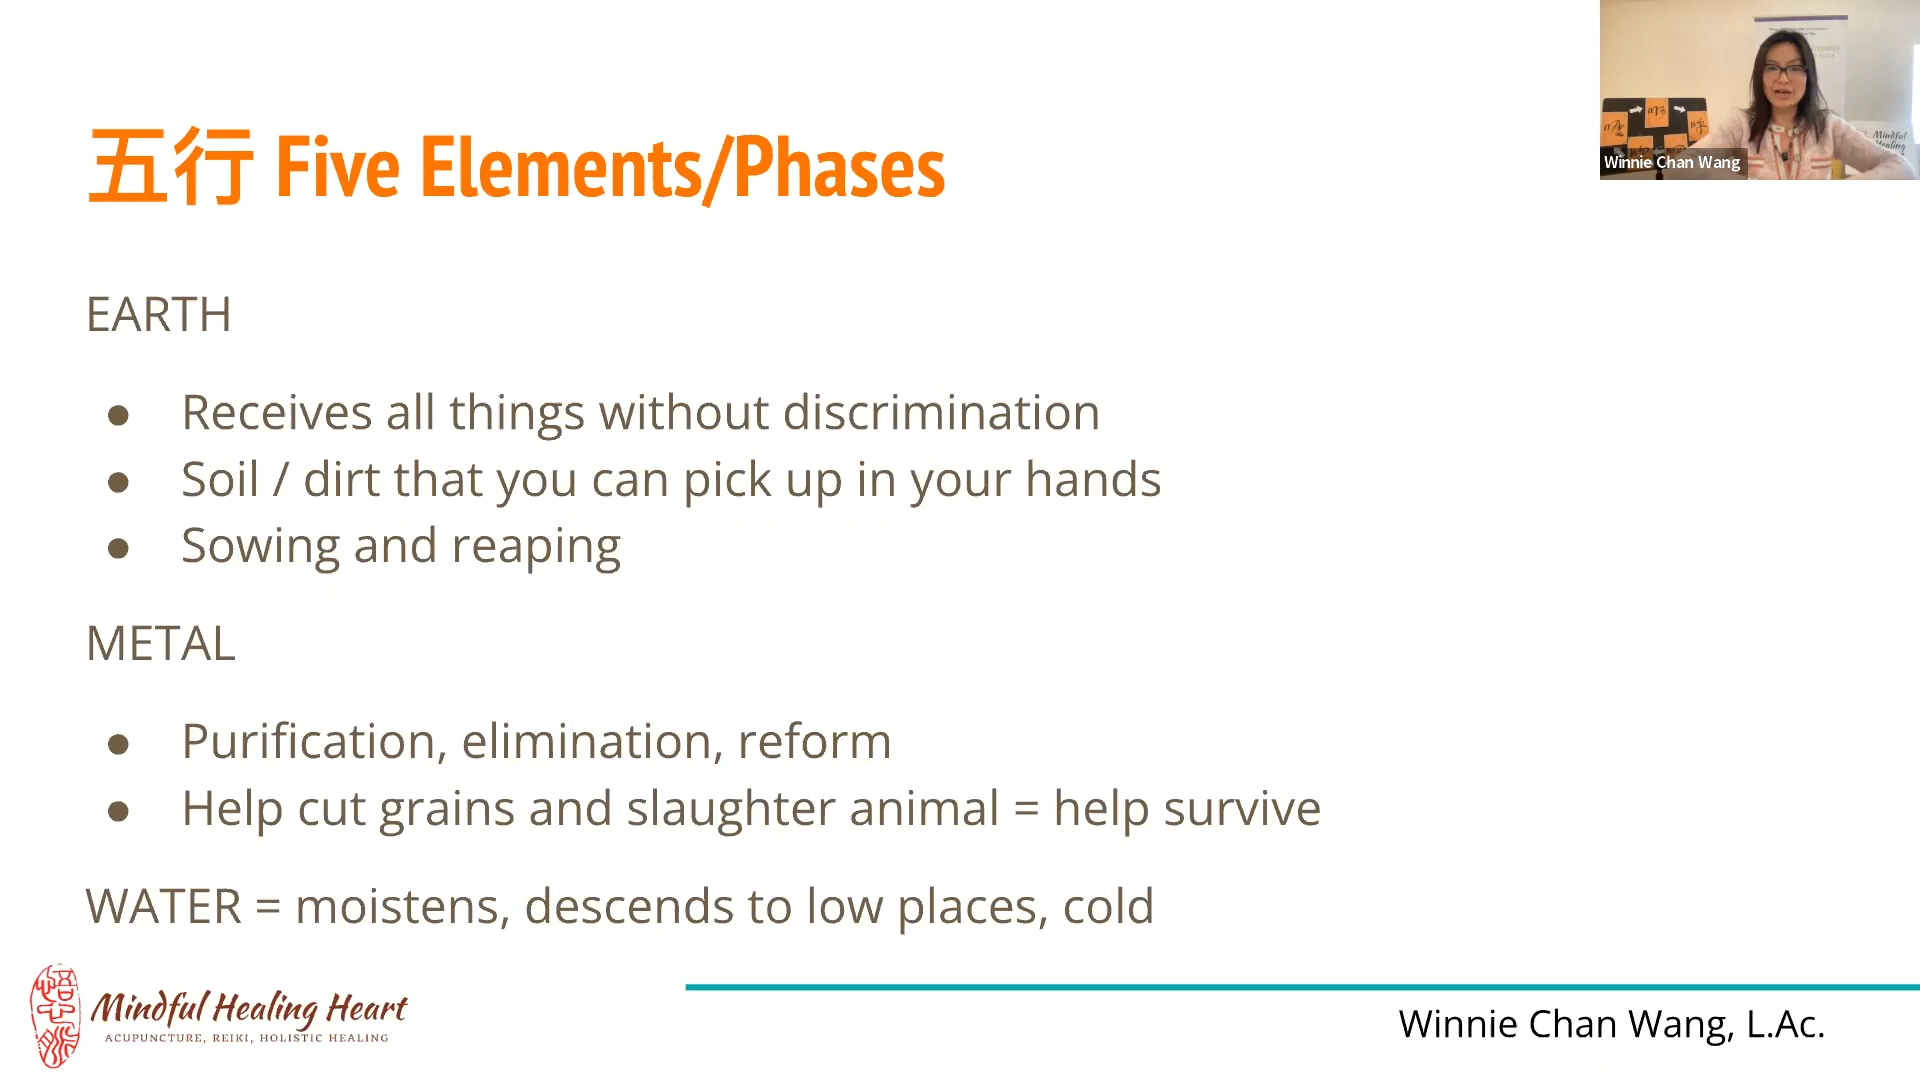 五行 Five Elements/Phases
Winnie Chan Wang
EARTH
● Receives all things without discrimination
● Soil / dirt that you can pick up in your hands
● Sowing and reaping
METAL
● Purification, elimination, reform
● Help cut grains and slaughter animal = help survive
WATER = moistens, descends to low places, cold
Mindful Healing Heart
ACUPUNCTURE, REIKI, HOLISTIC HEALING
Winnie Chan Wang, L.Ac.
Mindful
Healing